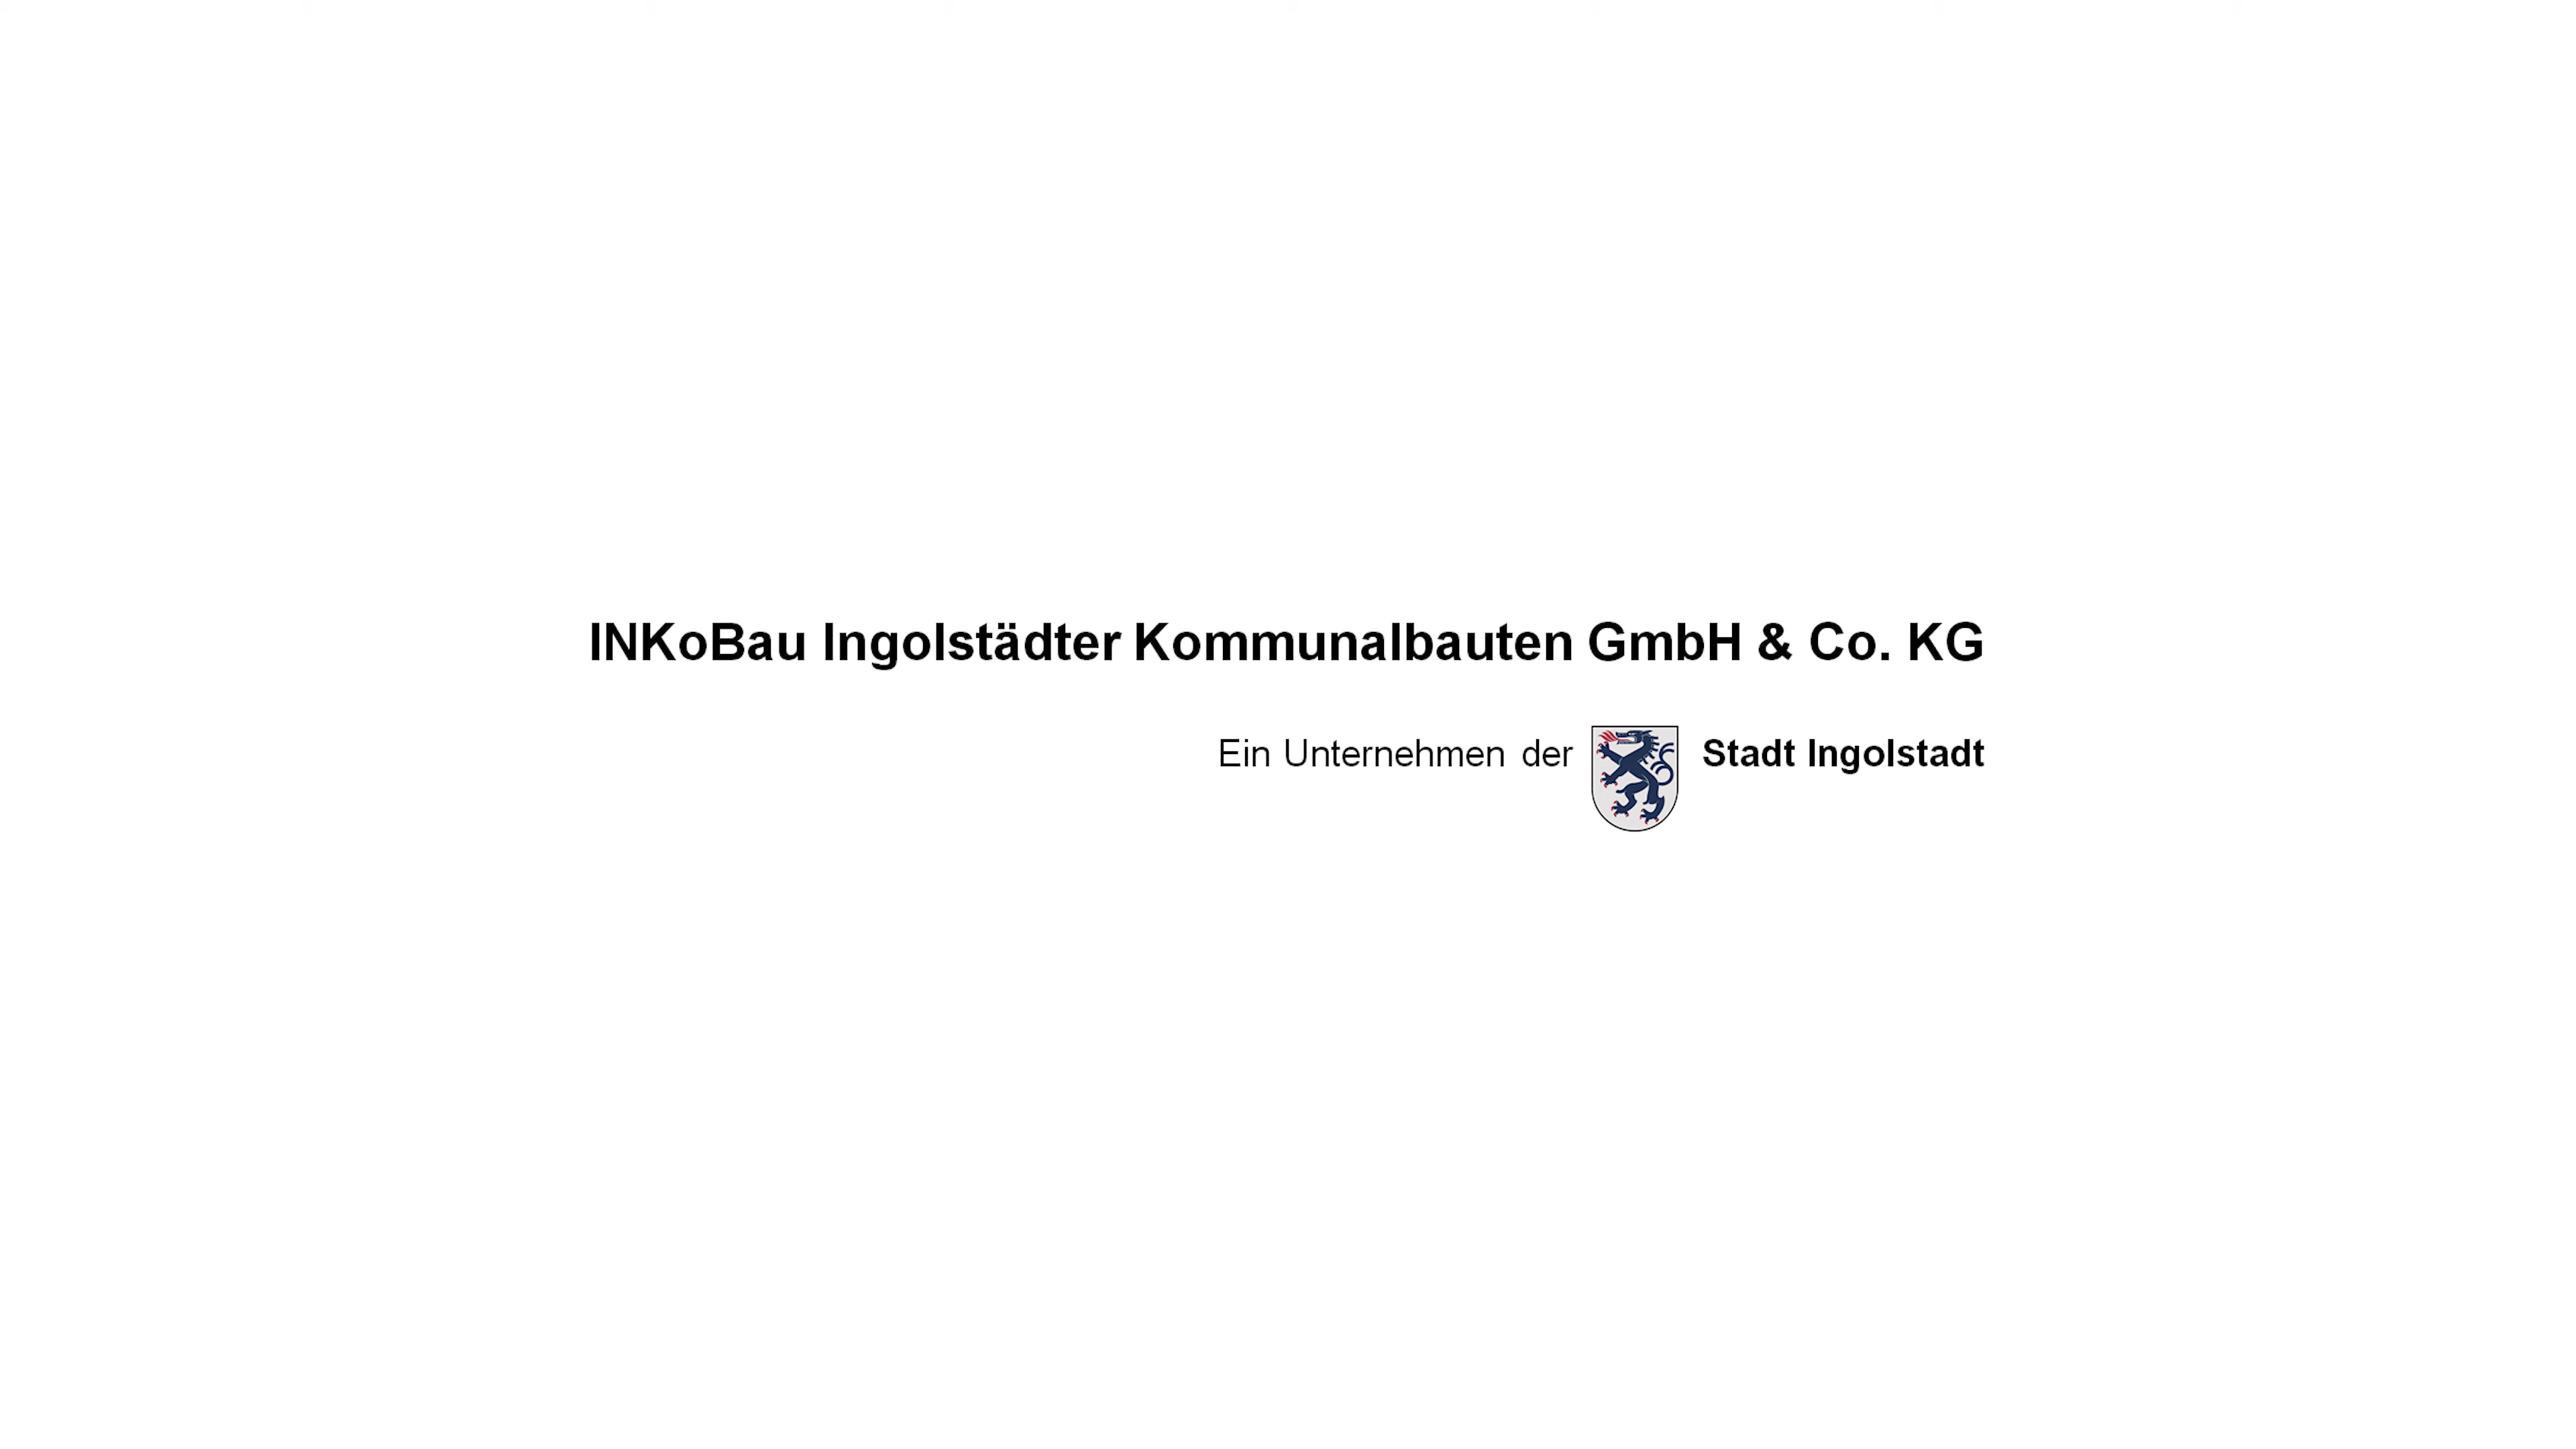 INKoBau Ingolstädter Kommunalbauten GmbH & Co. KG
Ein Unternehmen der Stadt Ingolstadt